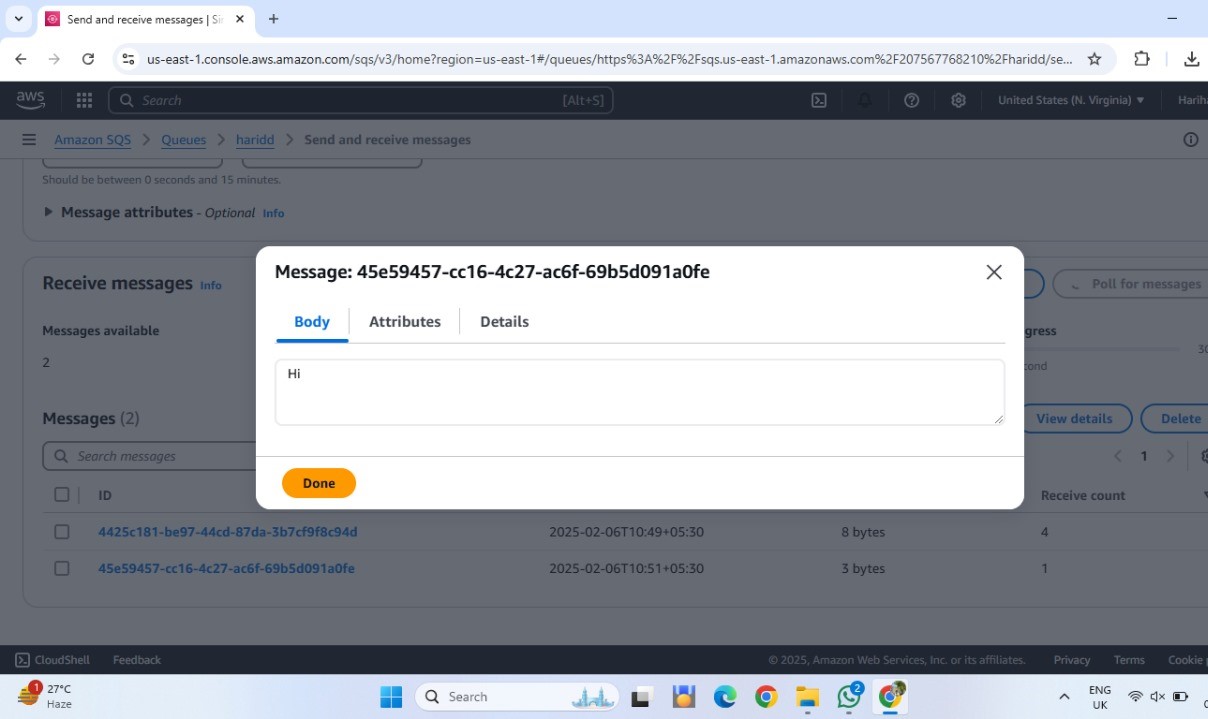 Send and receive messages | Si
us-east-1.console.aws.amazon.com/sqs/v3/home?region=us-east-1#/queues/https%3A%2F%2Fsqs.us-east-1.amazonaws.com%2F207567768210%2Fharidd/se...
aws
Search [Alt+S]
United States (N. Virginia)
Hariha
Amazon SQS > Queues > haridd > Send and receive messages
Should be between 0 seconds and 15 minutes.
Message attributes - Optional Info
Message: 45e59457-cc16-4c27-ac6f-69b5d091a0fe
Receive messages Info
Poll for messages
Body
Attributes
Details
Messages available
gress
2
30
cond
Hi
Messages (2)
View details
Delete
Search messages
1
Done
ID
Receive count
4425c181-be97-44cd-87da-3b7cf9f8c94d 2025-02-06T10:49+05:30 8 bytes 4
45e59457-cc16-4c27-ac6f-69b5d091a0fe 2025-02-06T10:51+05:30 3 bytes 1
CloudShell Feedback
© 2025, Amazon Web Services, Inc. or its affiliates. Privacy Terms Cookie
1
27°C
Haze
Search
2
ENG
UK